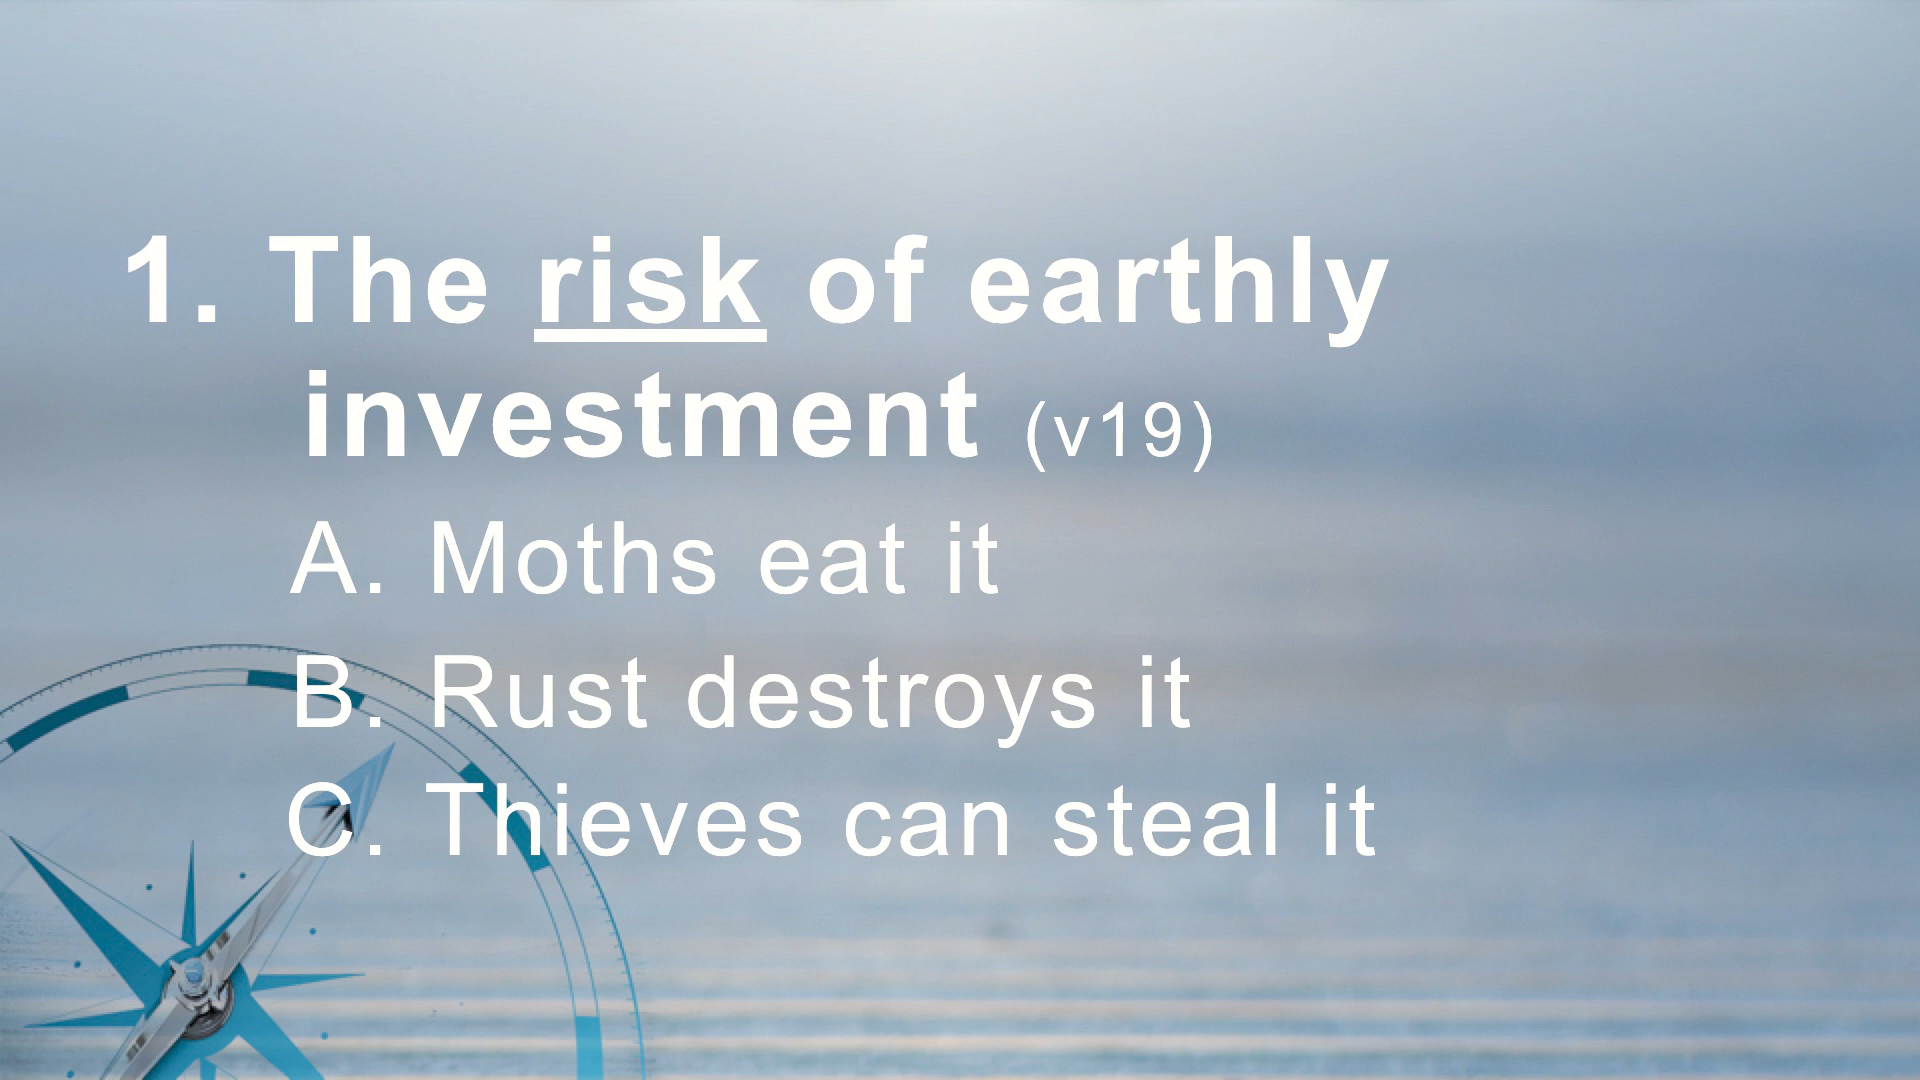 1. The risk of earthly
investment (v19)
A. Moths eat it
B. Rust destroys it
C. Thieves can steal it